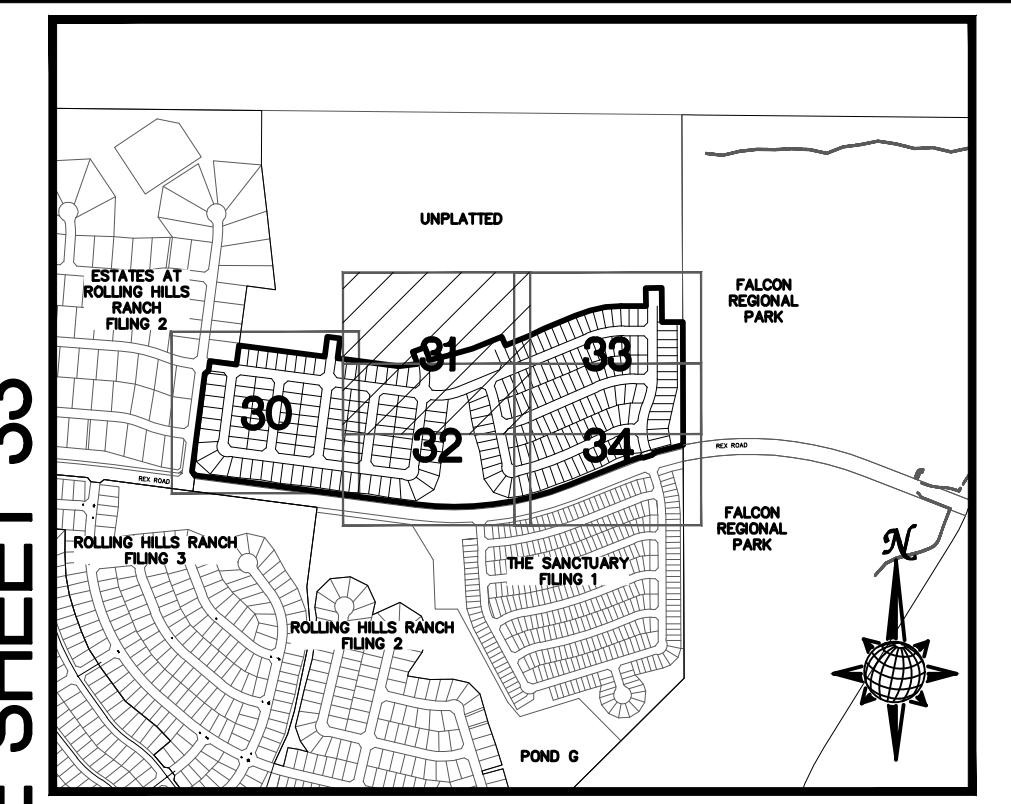 UNPLATTED
ESTATES AT
ROLLING HILLS
RANCH
FILING 2
FALCON
REGIONAL
PARK
31
33
30
32
34
REX ROAD
REX ROAD
FALCON
REGIONAL
PARK
N
ROLLING HILLS RANCH
FILING 3
THE SANCTUARY
FILING 1
ROLLING HILLS RANCH
FILING 2
POND G
SHEET 33